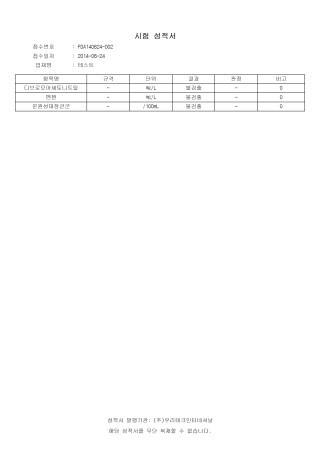 시험 성적서
접수번호 : FOA140624-002
접수일자 : 2014-06-24
업체명 : 테스트
항목명 규격 단위 결과 판정 비고
디브로모아세토니트릴 - ㎎/L 불검출 - 0
벤젠 - ㎎/L 불검출 - 0
분원성대장균군 - /100mL 불검출 - 0
성적서 발행기관: (주)우리테크인터내셔날
해당 성적서를 무단 복제할 수 없습니다.